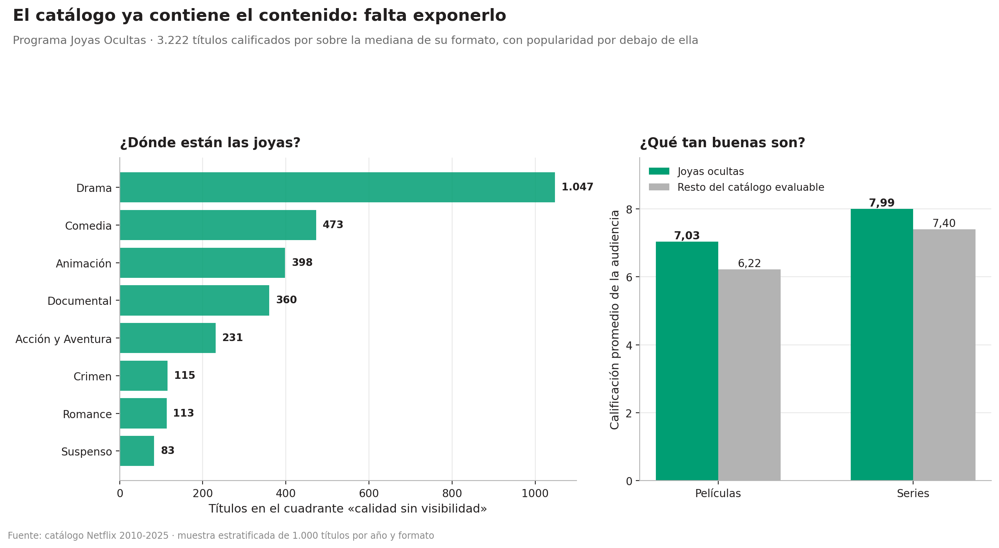 El catálogo ya contiene el contenido: falta exponerlo
Programa Joyas Ocultas · 3.222 títulos calificados por sobre la mediana de su formato, con popularidad por debajo de ella
¿Dónde están las joyas?
Drama
1.047
Comedia
473
Animación
398
Documental
360
Acción y Aventura
231
Crimen
115
Romance
113
Suspenso
83
0 200 400 600 800 1000
Títulos en el cuadrante «calidad sin visibilidad»
¿Qué tan buenas son?
Joyas ocultas
Resto del catálogo evaluable
Calificación promedio de la audiencia
8
6
4
2
0
7,03
6,22
7,99
7,40
Películas Series
Fuente: catálogo Netflix 2010-2025 · muestra estratificada de 1.000 títulos por año y formato